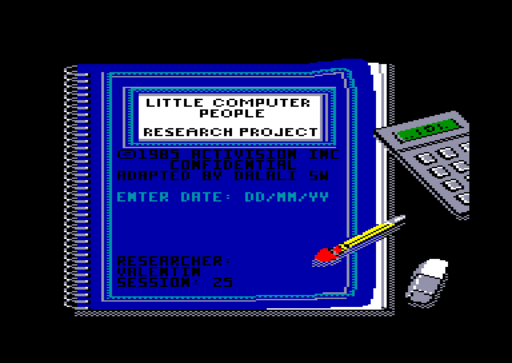 LITTLE COMPUTER
PEOPLE
RESEARCH PROJECT
©1985 ACTIVISION INC
CONFIDENTIAL
ADAPTED BY DALALI SW
ENTER DATE: DD/MM/YY
RESEARCHER:
VALENTIN
SESSION: 25